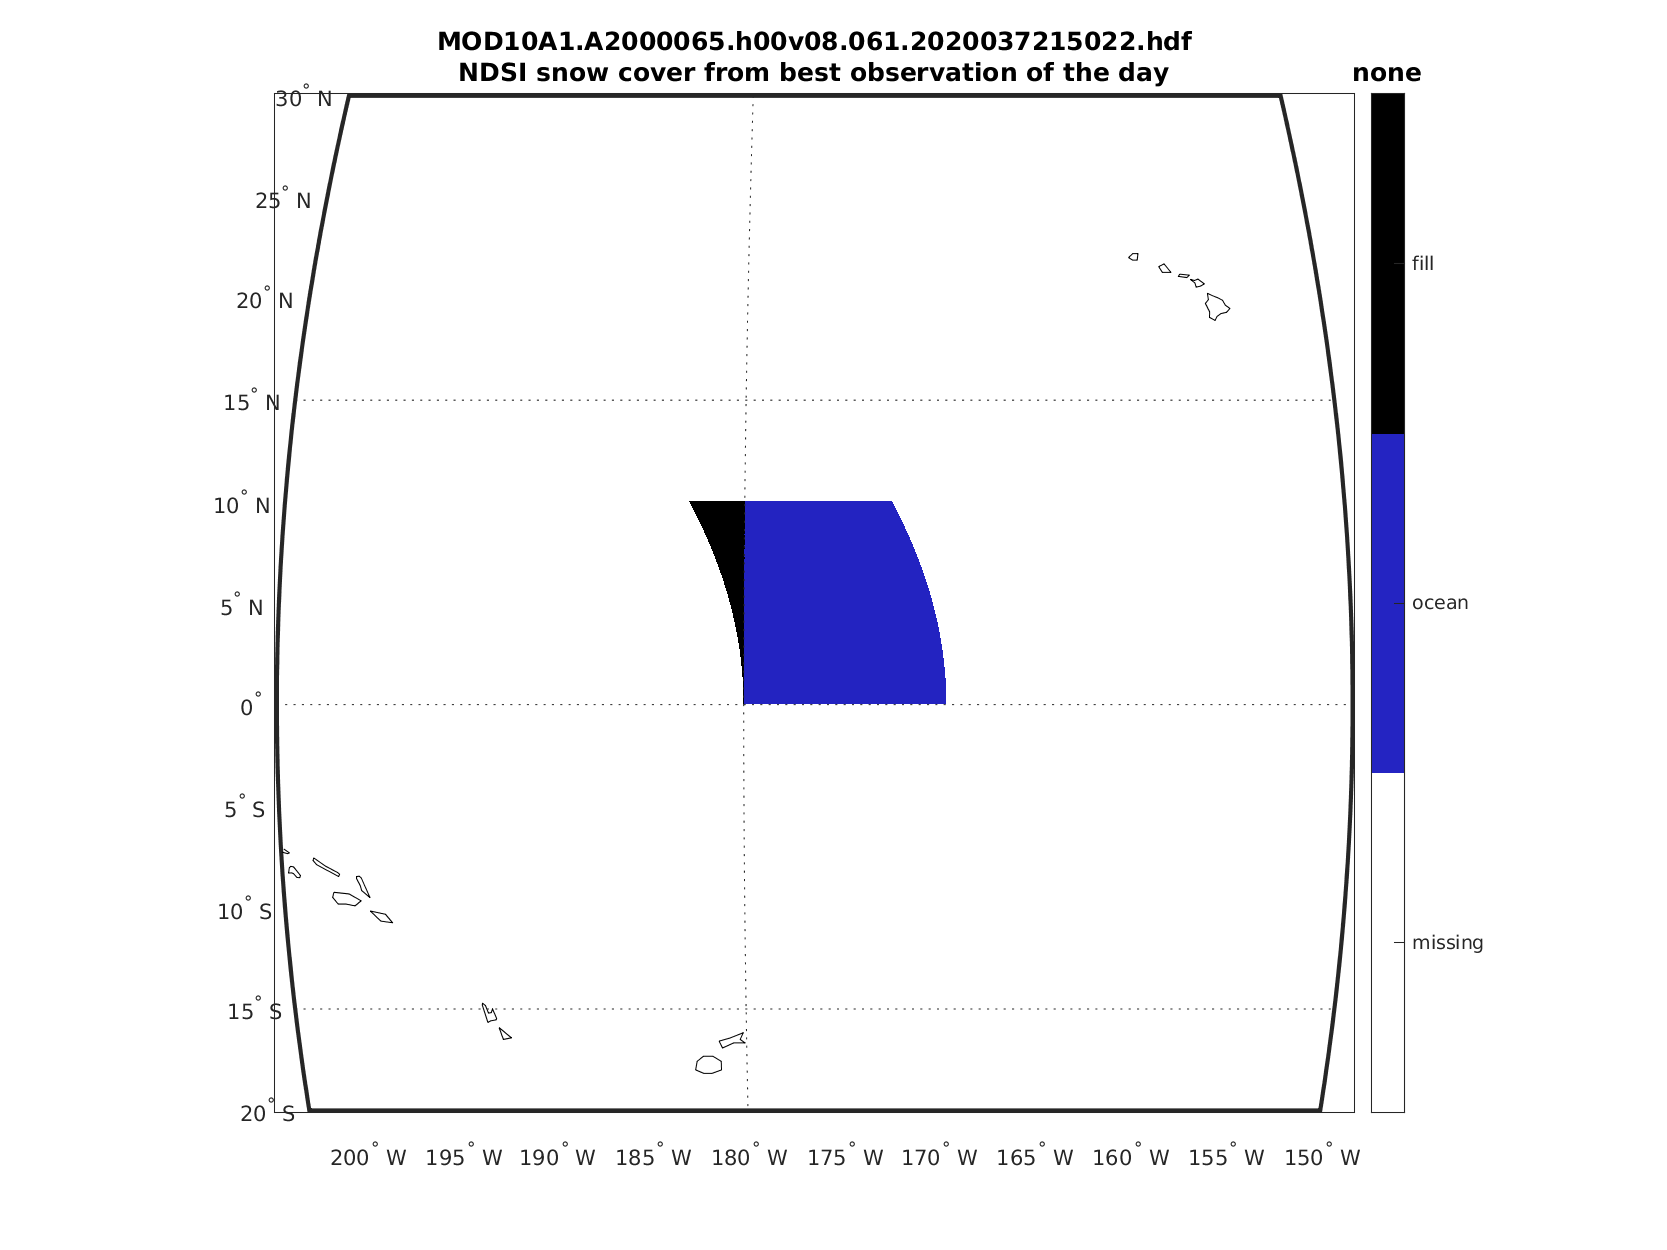 MOD10A1.A2000065.h00v08.061.2020037215022.hdf
NDSI snow cover from best observation of the day
none
30° N
25° N
20° N
15° N
10° N
5° N
0°
5° S
10° S
15° S
20° S
200° W 195° W 190° W 185° W 180° W 175° W 170° W 165° W 160° W 155° W 150° W
fill
ocean
missing